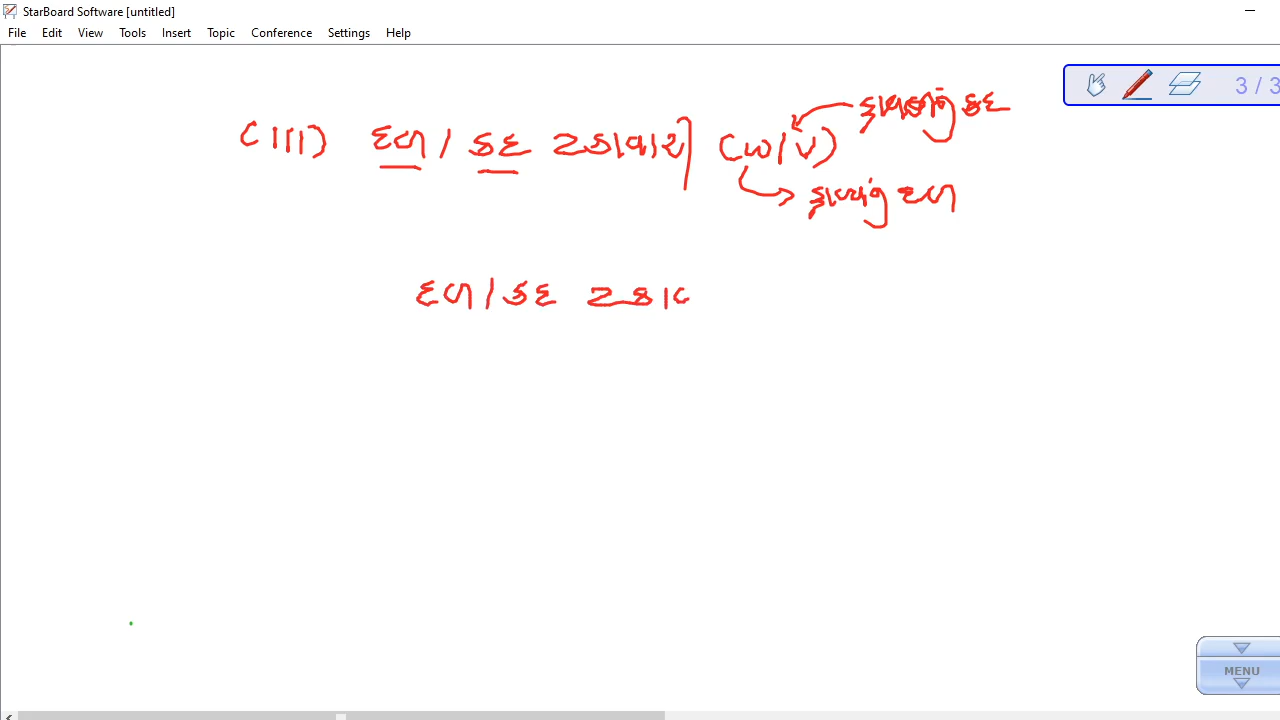 StarBoard Software [untitled]
File Edit View Tools Insert Topic Conference Settings Help
3 / 3
દ્રાવણનું કદ
(III) દળ / કદ ટકાવારી (W/V)
દ્રાવ્યનું દળ
દળ / કદ ટકા
MENU